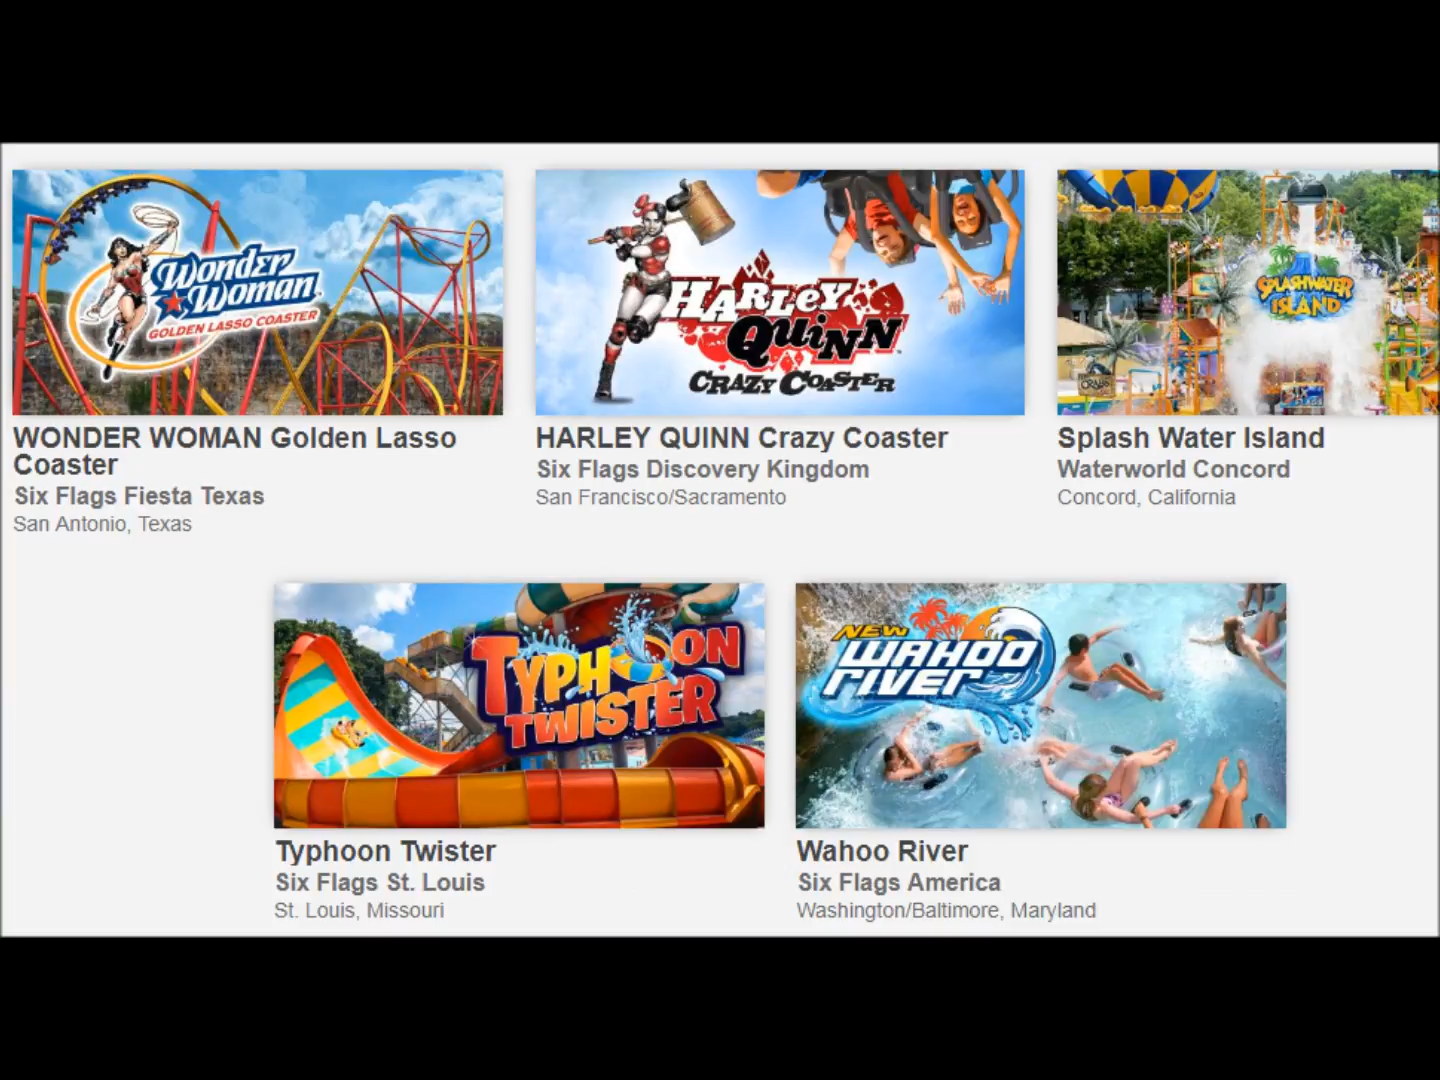 Wonder
Woman
GOLDEN LASSO COASTER
WONDER WOMAN Golden Lasso
Coaster
Six Flags Fiesta Texas
San Antonio, Texas
HARLEY
QUINN
CRAZY COASTER
HARLEY QUINN Crazy Coaster
Six Flags Discovery Kingdom
San Francisco/Sacramento
SPLASHWATER
ISLAND
Splash Water Island
Waterworld Concord
Concord, California
TYPHOON
TWISTER
Typhoon Twister
Six Flags St. Louis
St. Louis, Missouri
NEW
WAHOO
RIVER
Wahoo River
Six Flags America
Washington/Baltimore, Maryland